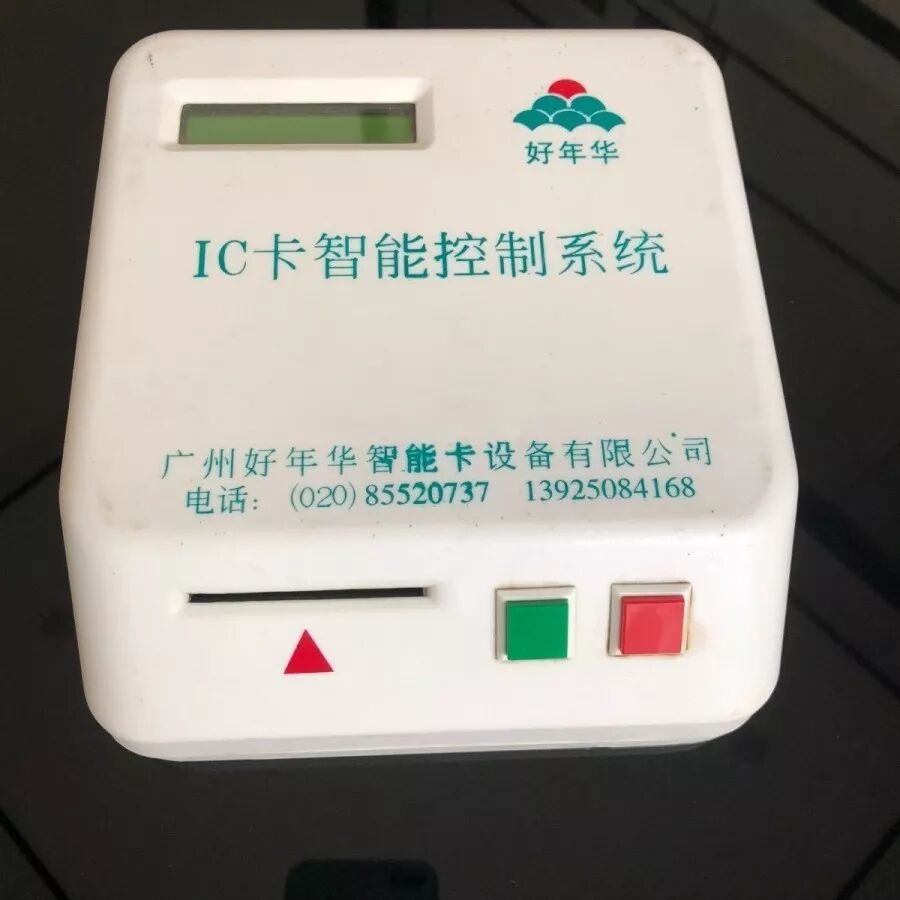 好年华
IC卡智能控制系统
广州好年华智能卡设备有限公司
电话: (020) 85520737 13925084168